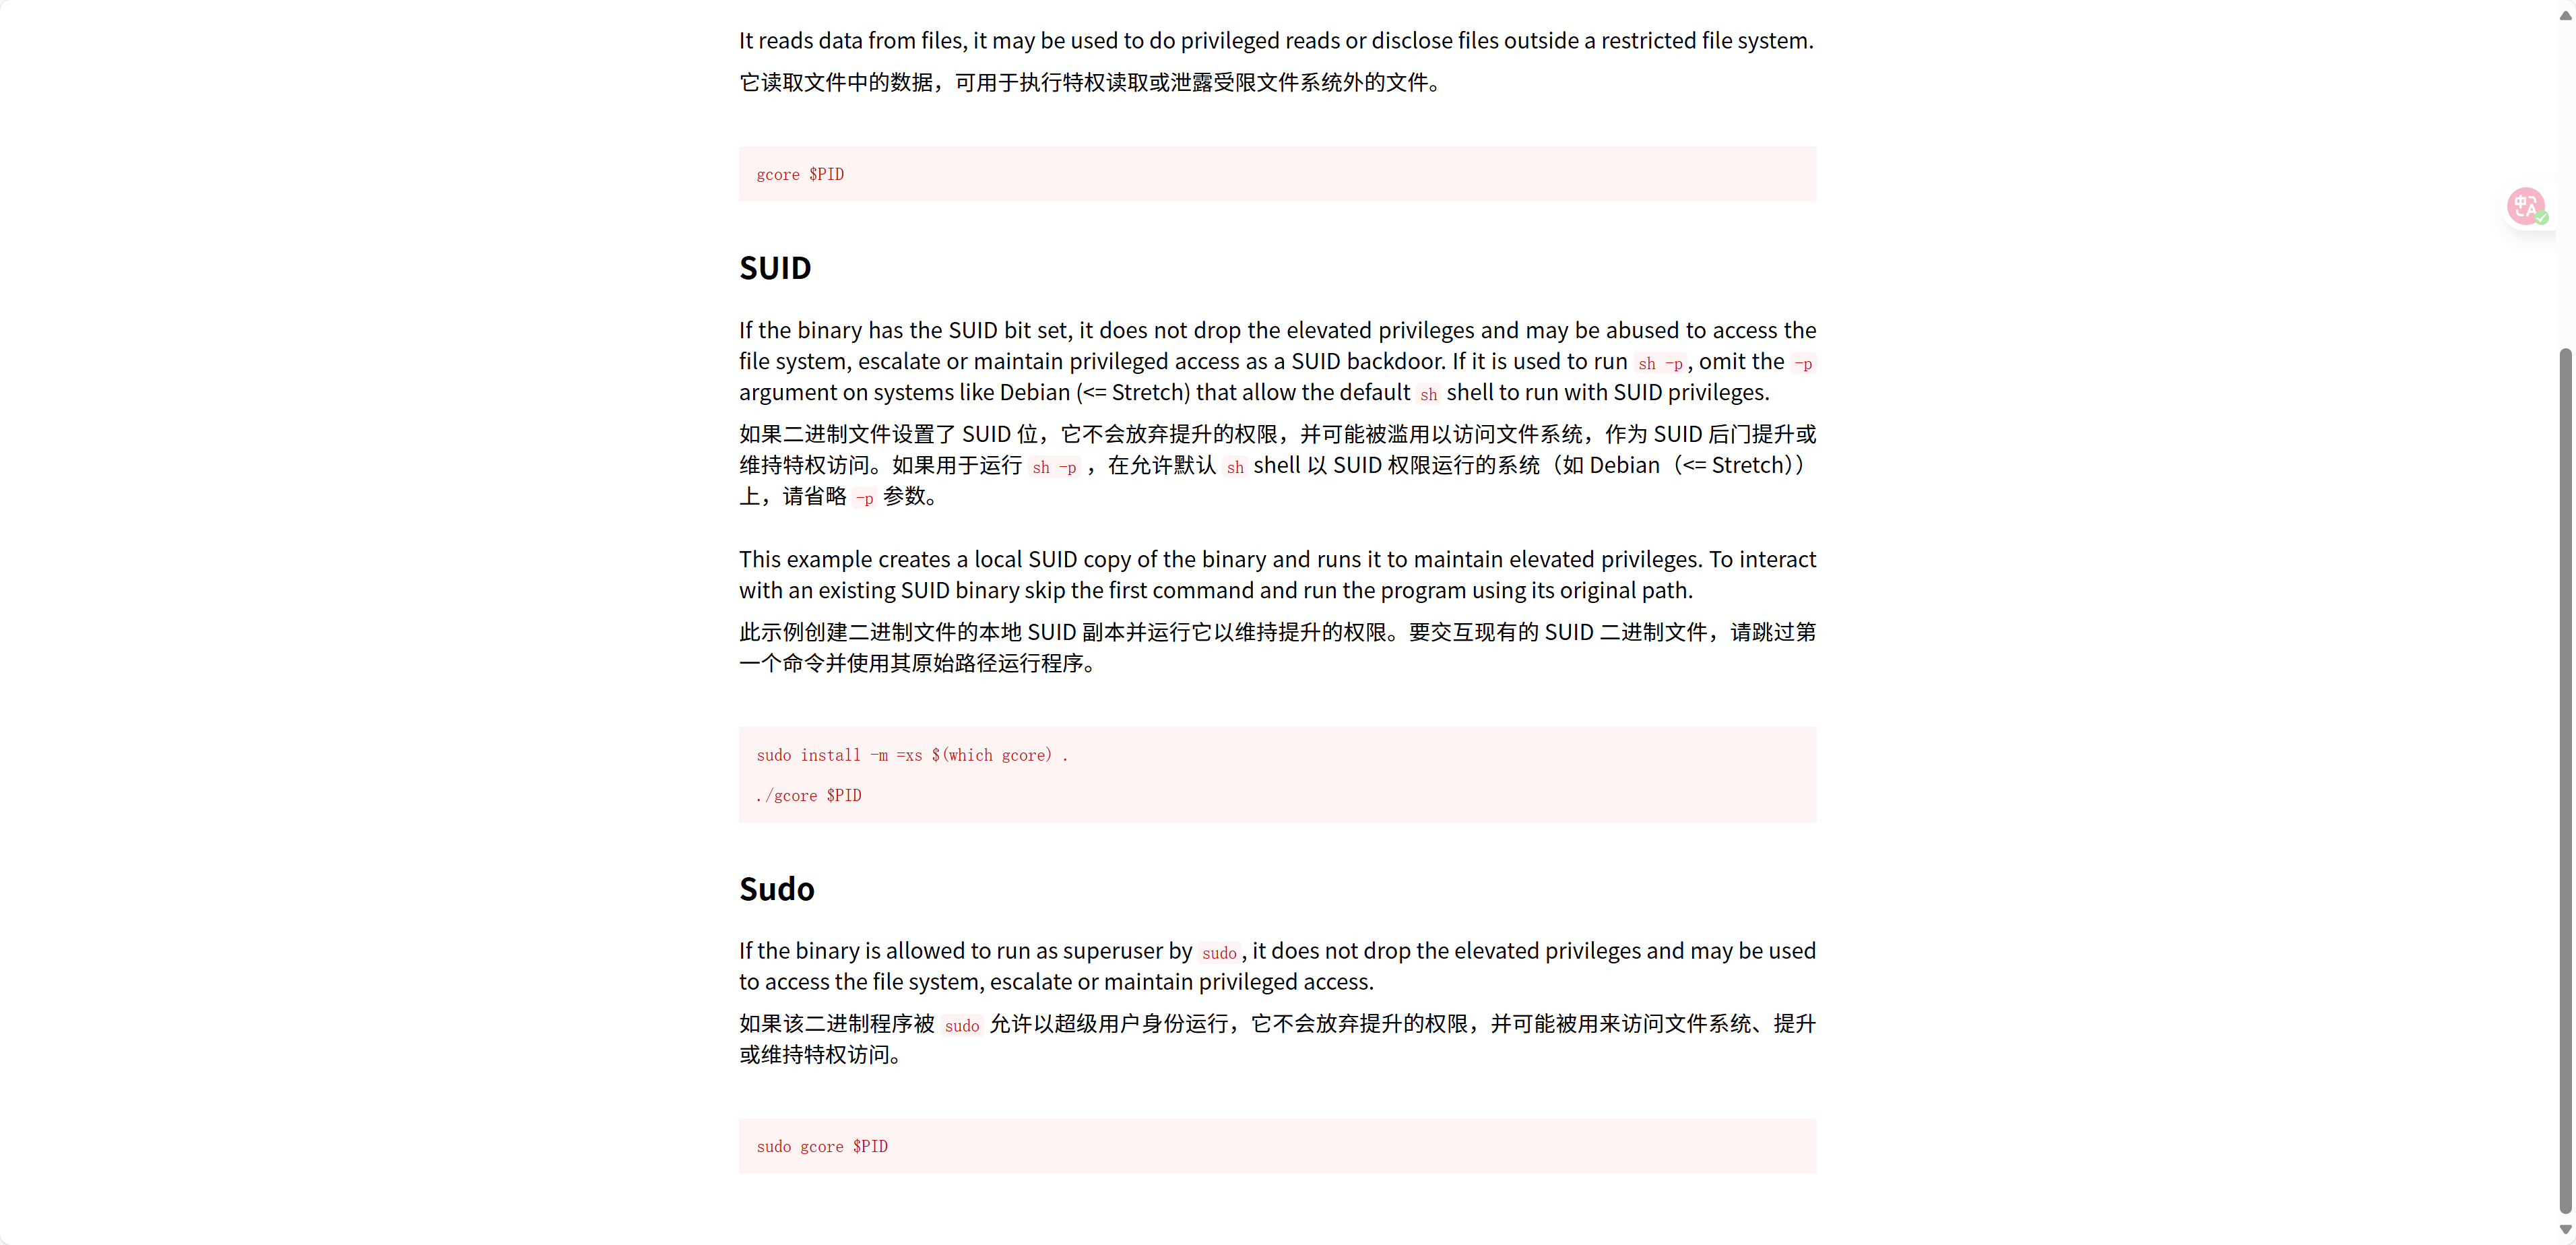 It reads data from files, it may be used to do privileged reads or disclose files outside a restricted file system.
它读取文件中的数据，可用于执行特权读取或泄露受限文件系统外的文件。
gcore $PID
SUID
If the binary has the SUID bit set, it does not drop the elevated privileges and may be abused to access the
file system, escalate or maintain privileged access as a SUID backdoor. If it is used to run sh -p, omit the -p
argument on systems like Debian (<= Stretch) that allow the default sh shell to run with SUID privileges.
如果二进制文件设置了 SUID 位，它不会放弃提升的权限，并可能被滥用以访问文件系统，作为 SUID 后门提升或
维持特权访问。如果用于运行 sh -p ，在允许默认 sh shell 以 SUID 权限运行的系统（如 Debian（<= Stretch））
上，请省略 -p 参数。
This example creates a local SUID copy of the binary and runs it to maintain elevated privileges. To interact
with an existing SUID binary skip the first command and run the program using its original path.
此示例创建二进制文件的本地 SUID 副本并运行它以维持提升的权限。要交互现有的 SUID 二进制文件，请跳过第
一个命令并使用其原始路径运行程序。
sudo install -m =xs $(which gcore) .
./gcore $PID
Sudo
If the binary is allowed to run as superuser by sudo, it does not drop the elevated privileges and may be used
to access the file system, escalate or maintain privileged access.
如果该二进制程序被 sudo 允许以超级用户身份运行，它不会放弃提升的权限，并可能被用来访问文件系统、提升
或维持特权访问。
sudo gcore $PID
中 A